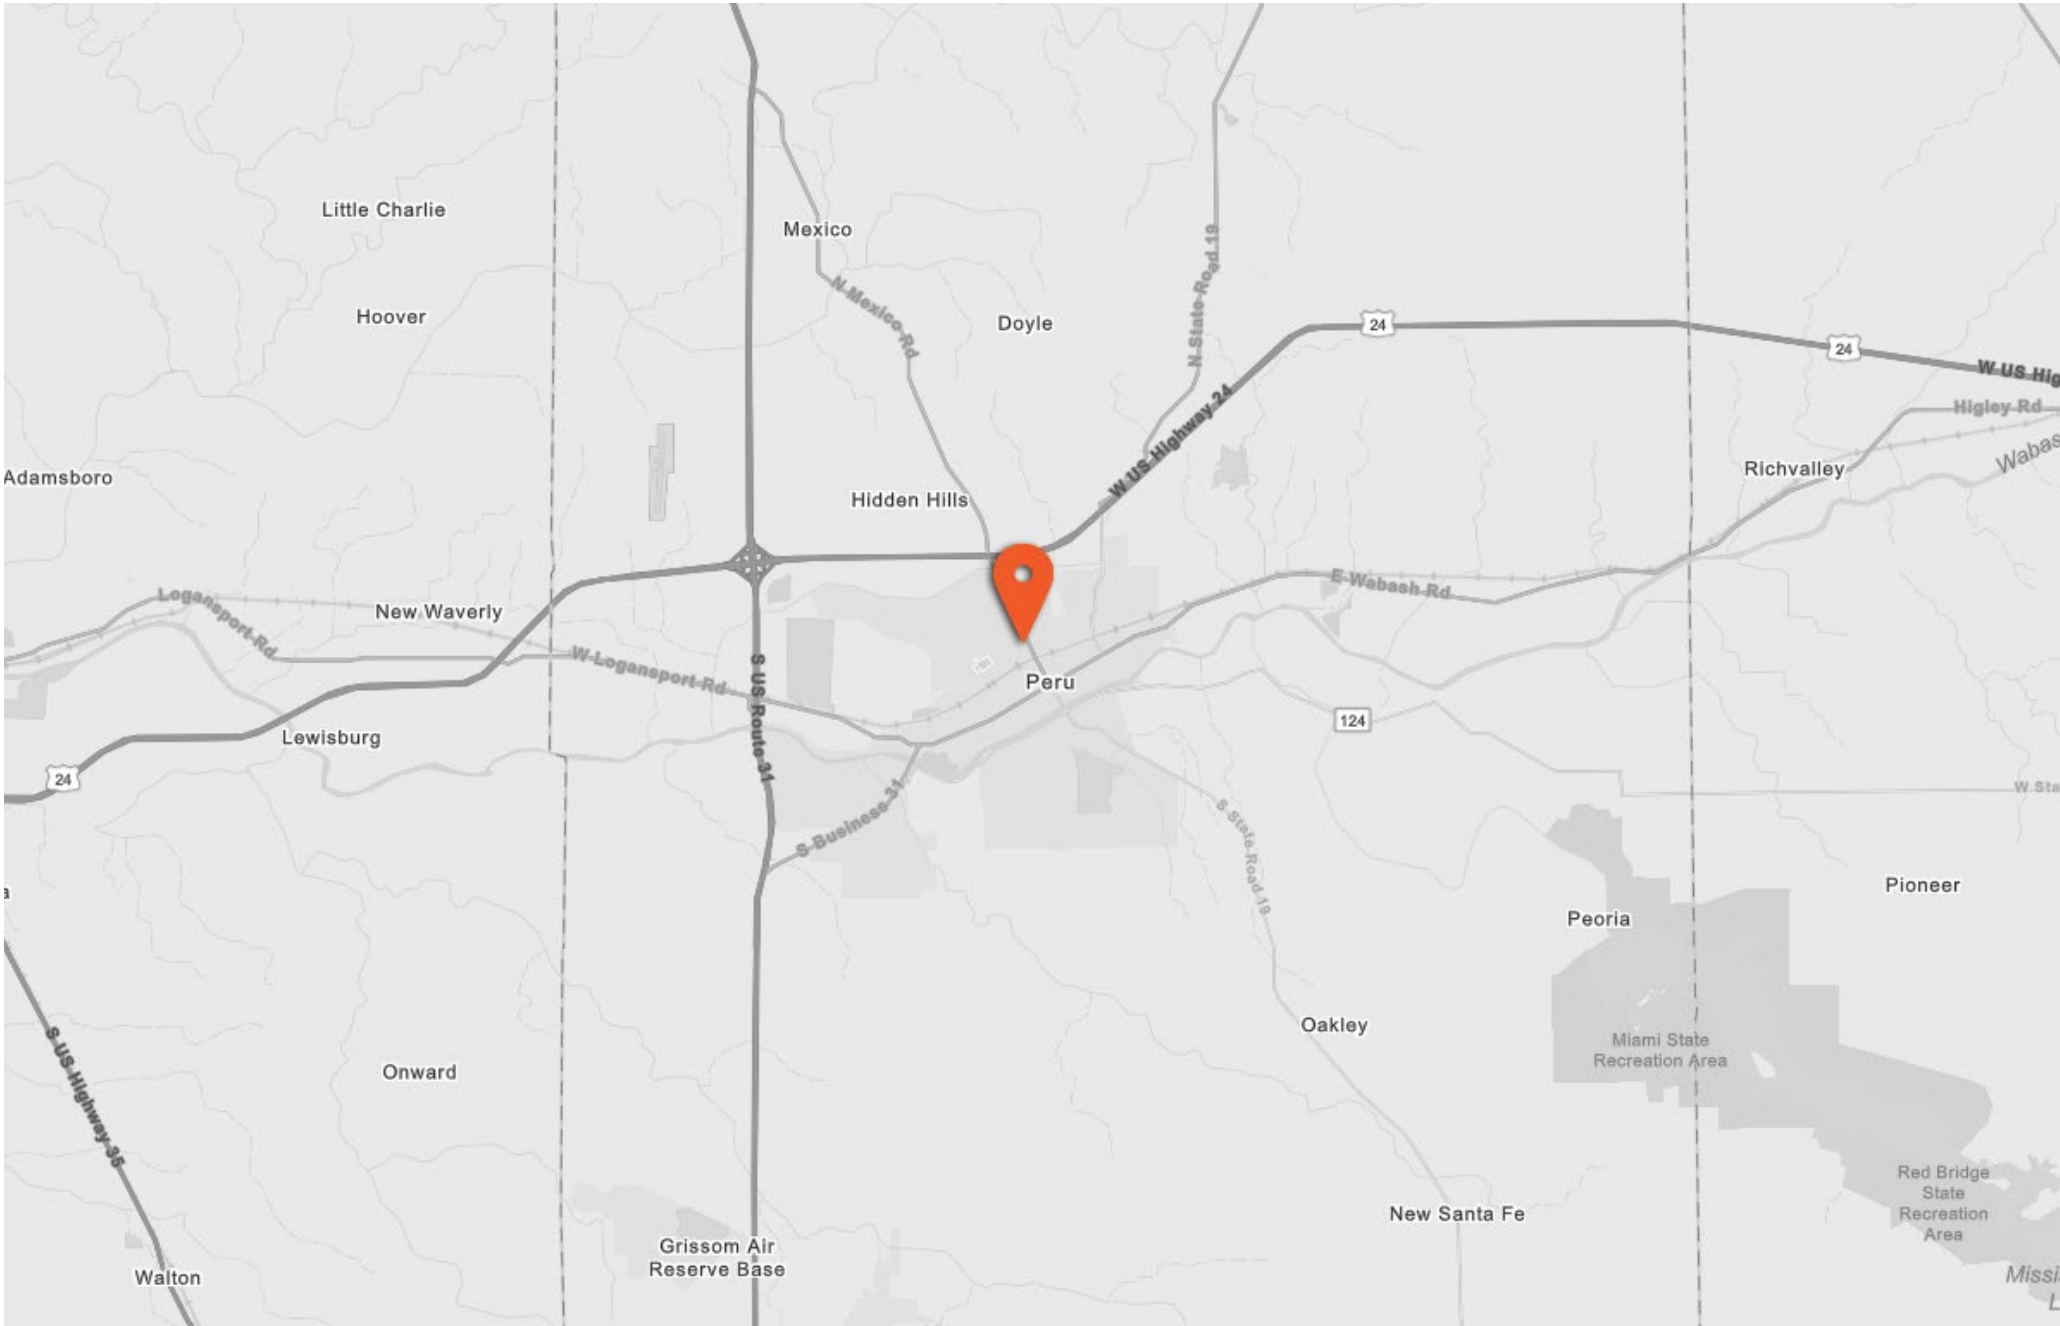 Little Charlie
Mexico
N State Road 19
N Mexico Rd
Hoover
Doyle
24
24
W US Hig
W US Highway 24
Higley Rd
Wabas
Adamsboro
Richvalley
Hidden Hills
E Wabash Rd
Logansport Rd
New Waverly
W Logansport Rd
S US Route 31
Peru
124
Lewisburg
24
W Sta
S Business 31
S State Road 19
a
Pioneer
Peoria
Oakley
Miami State
Recreation Area
S US Highway 35
Onward
Red Bridge
State
Recreation
Area
New Santa Fe
Grissom Air
Reserve Base
Walton
Missi
L